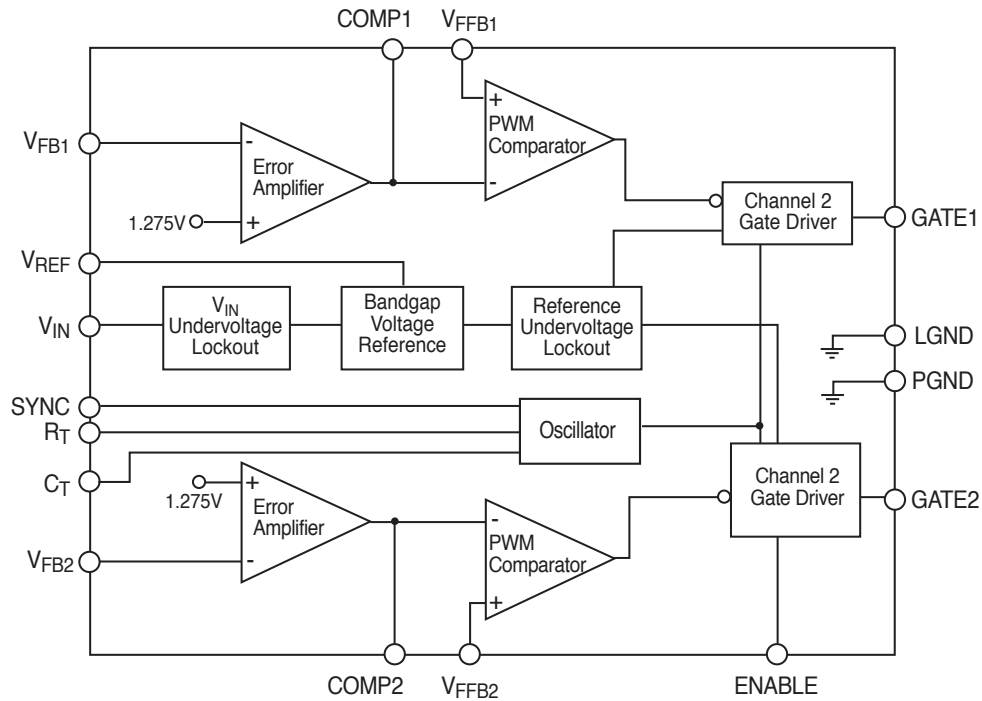 COMP1
VFFB1
VFB1
-
Error
Amplifier
1.275V
+
+
PWM
Comparator
-
Channel 2
Gate Driver
GATE1
VREF
VIN
VIN
Undervoltage
Lockout
Bandgap
Voltage
Reference
Reference
Undervoltage
Lockout
LGND
PGND
SYNC
RT
CT
Oscillator
1.275V
+
Error
Amplifier
-
VFB2
-
PWM
Comparator
+
Channel 2
Gate Driver
GATE2
COMP2
VFFB2
ENABLE